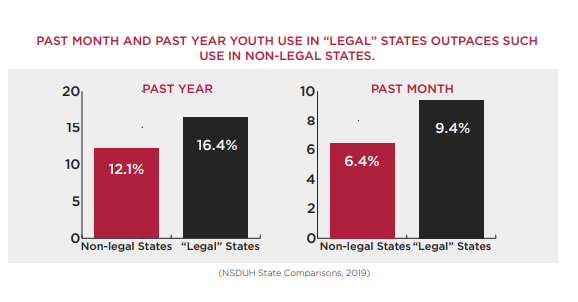 PAST MONTH AND PAST YEAR YOUTH USE IN “LEGAL” STATES OUTPACES SUCH
USE IN NON-LEGAL STATES.
PAST YEAR
20
15
10
5
0
12.1%
16.4%
Non-legal States “Legal” States
PAST MONTH
10
8
6
4
2
0
6.4%
9.4%
Non-legal States “Legal” States
(NSDUH State Comparisons, 2019)